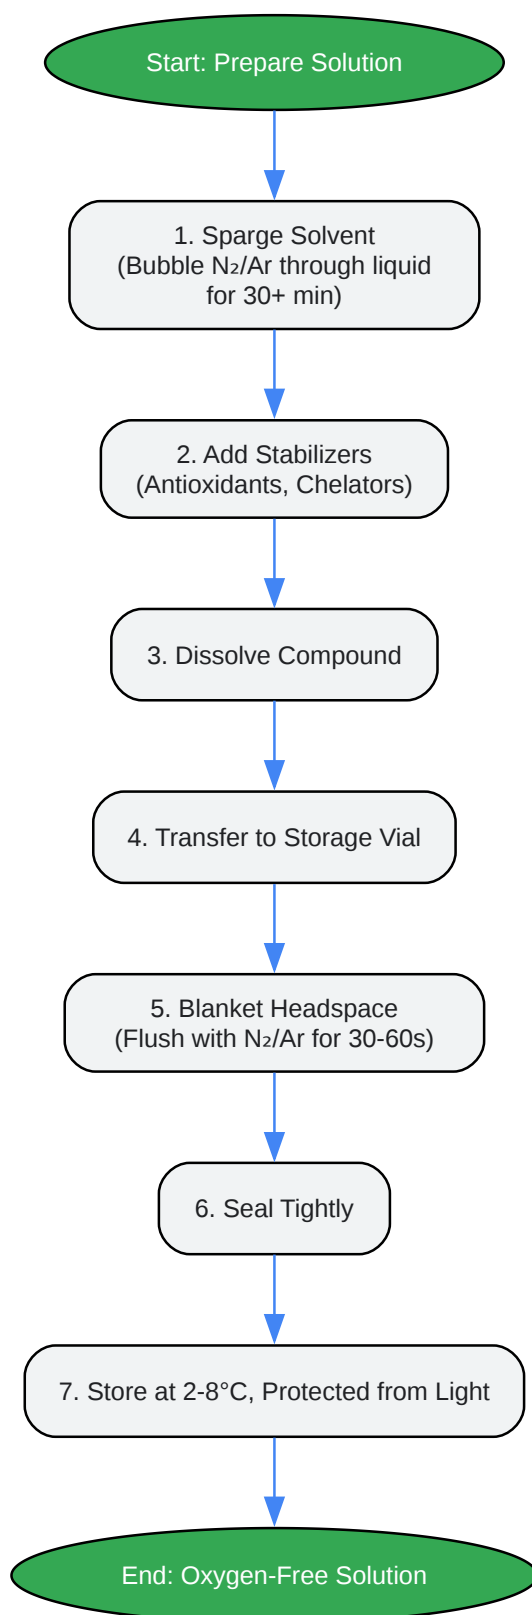 Start: Prepare Solution
1. Sparge Solvent
(Bubble N₂/Ar through liquid
for 30+ min)
2. Add Stabilizers
(Antioxidants, Chelators)
3. Dissolve Compound
4. Transfer to Storage Vial
5. Blanket Headspace
(Flush with N₂/Ar for 30-60s)
6. Seal Tightly
7. Store at 2-8°C, Protected from Light
End: Oxygen-Free Solution